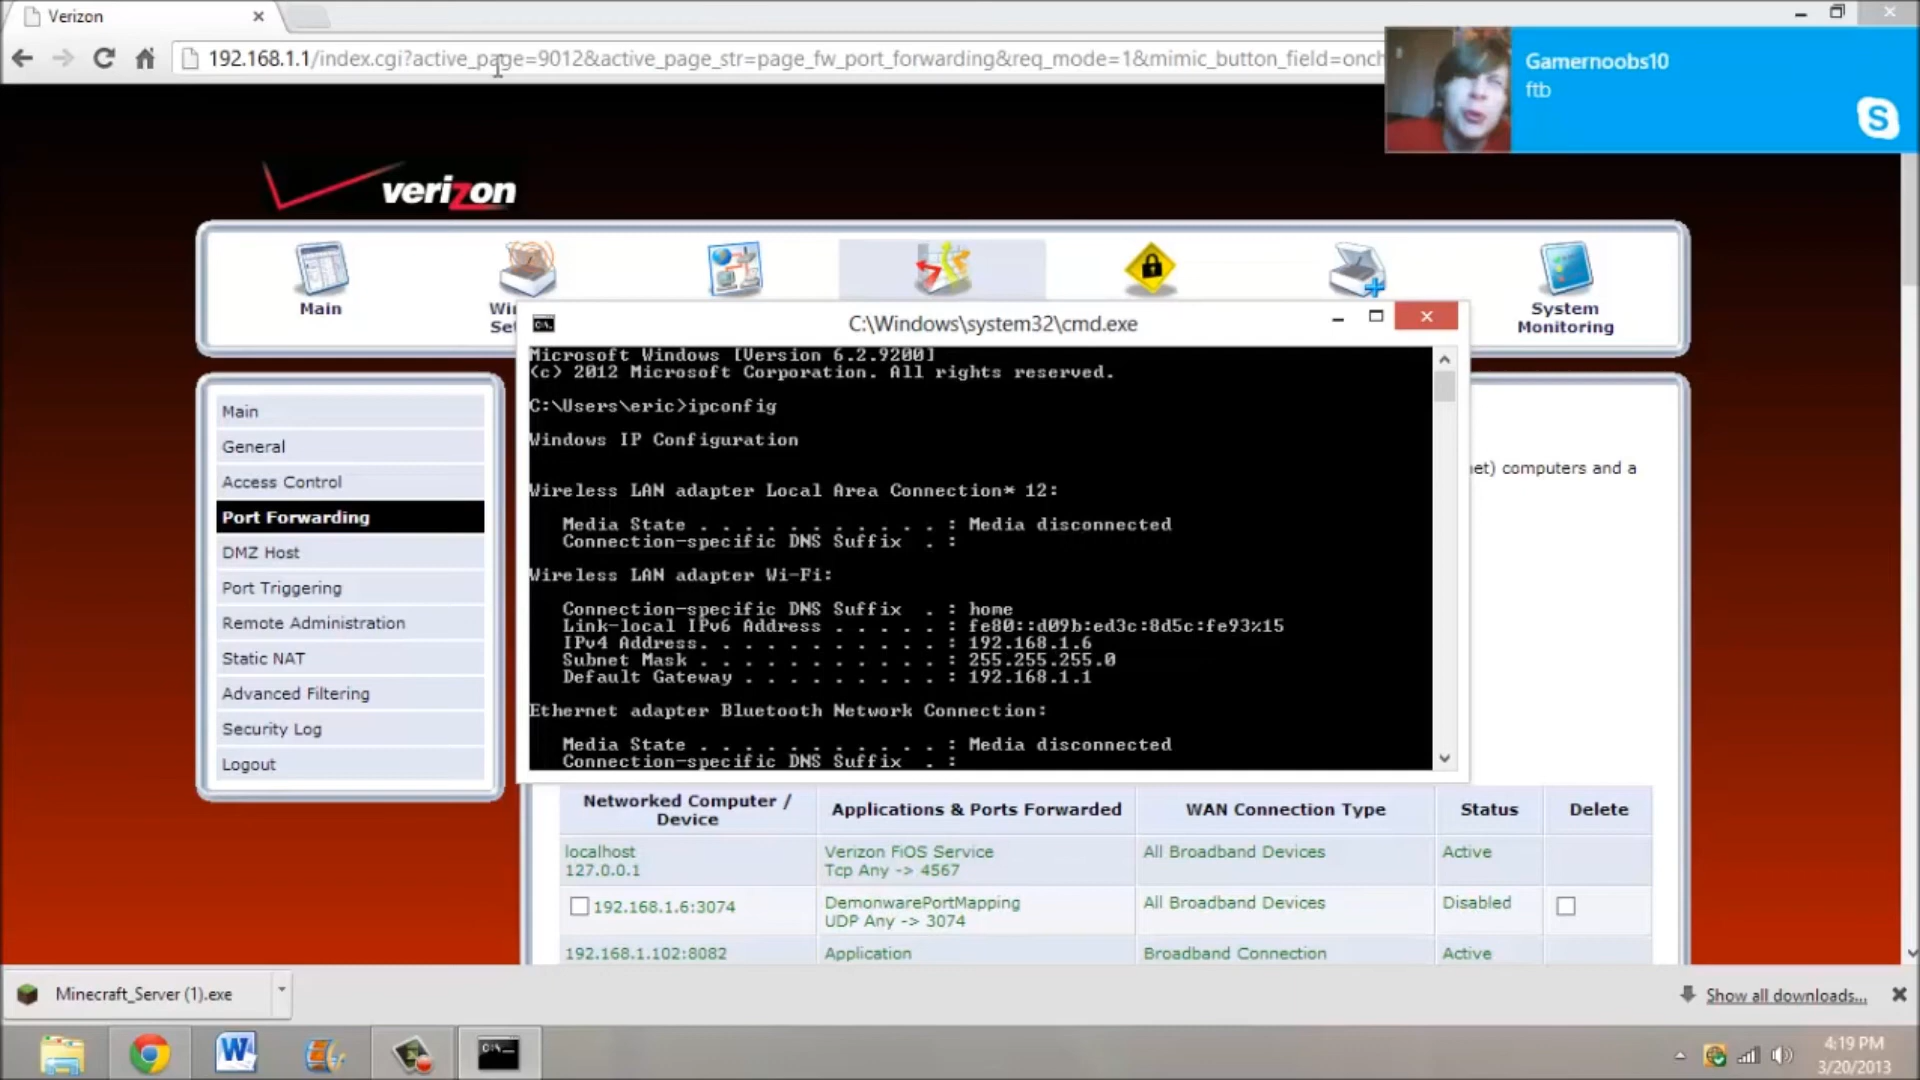 Verizon
192.168.1.1/index.cgi?active_page=9012&active_page_str=page_fw_port_forwarding&req_mode=1&mimic_button_field=onch
Gamernoobs10
ftb
verizon
Main
System
Monitoring
C:\Windows\system32\cmd.exe
Microsoft Windows [Version 6.2.9200]
(c) 2012 Microsoft Corporation. All rights reserved.
C:\Users\eric>ipconfig
Windows IP Configuration
Wireless LAN adapter Local Area Connection* 12:
Media State . . . . . . . . . . . : Media disconnected
Connection-specific DNS Suffix  . :
Wireless LAN adapter Wi-Fi:
Connection-specific DNS Suffix  . : home
Link-local IPv6 Address . . . . . : fe80::d09b:ed3c:8d5c:fe93%15
IPv4 Address. . . . . . . . . . . : 192.168.1.6
Subnet Mask . . . . . . . . . . . : 255.255.255.0
Default Gateway . . . . . . . . . : 192.168.1.1
Ethernet adapter Bluetooth Network Connection:
Media State . . . . . . . . . . . : Media disconnected
Connection-specific DNS Suffix  . :
Main
General
Access Control
Port Forwarding
DMZ Host
Port Triggering
Remote Administration
Static NAT
Advanced Filtering
Security Log
Logout
computers and a
Networked Computer / Device
Applications & Ports Forwarded
WAN Connection Type
Status
Delete
localhost
127.0.0.1
Verizon FiOS Service
Tcp Any -> 4567
All Broadband Devices
Active
192.168.1.6:3074
DemonwarePortMapping
UDP Any -> 3074
All Broadband Devices
Disabled
192.168.1.102:8082
Application
Broadband Connection
Active
Minecraft_Server (1).exe
Show all downloads...
4:19 PM
3/20/2013